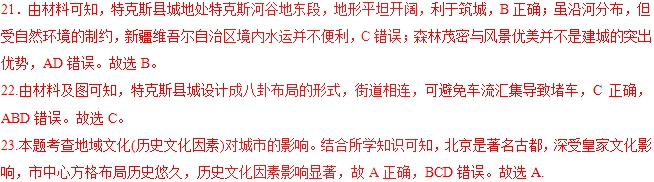 21．由材料可知，特克斯县城地处特克斯河谷地东段，地形平坦开阔，利于筑城，B 正确；虽沿河分布，但
受自然环境的制约，新疆维吾尔自治区境内水运并不便利，C 错误；森林茂密与风景优美并不是建城的突出
优势，AD 错误。故选 B。
22.由材料及图可知，特克斯县城设计成八卦布局的形式，街道相连，可避免车流汇集导致堵车，C 正确，
ABD 错误。故选 C。
23.本题考查地域文化(历史文化因素)对城市的影响。结合所学知识可知，北京是著名古都，深受皇家文化影
响，市中心方格布局历史悠久，历史文化因素影响显著，故 A 正确，BCD 错误。故选 A.